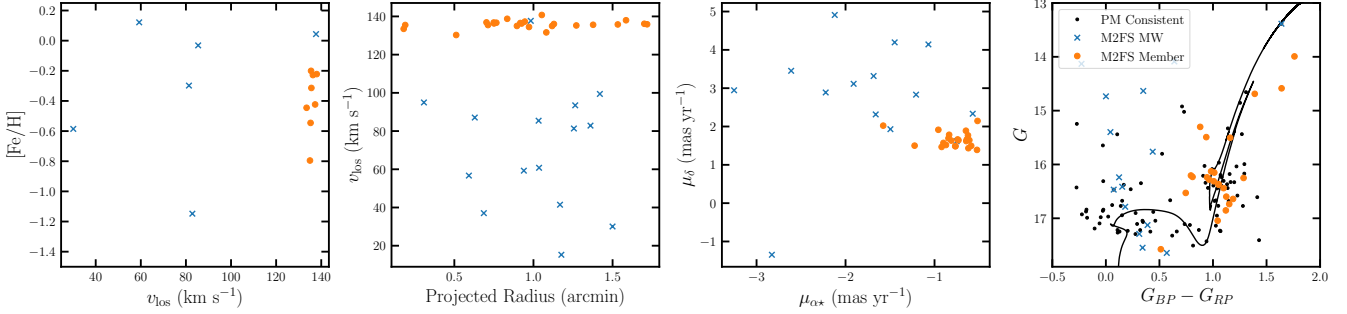 0.2
0.0
−0.2
−0.4
−0.6
−0.8
−1.0
−1.2
−1.4
[Fe/H]
40 60 80 100 120 140
v_los (km s⁻¹)
140
120
100
80
60
40
20
v_los (km s⁻¹)
0.5 1.0 1.5
Projected Radius (arcmin)
5
4
3
2
1
0
−1
μ_δ (mas yr⁻¹)
−3 −2 −1
μ_α⋆ (mas yr⁻¹)
13
14
15
16
17
G
PM Consistent
M2FS MW
M2FS Member
−0.5 0.0 0.5 1.0 1.5 2.0
G_BP − G_RP